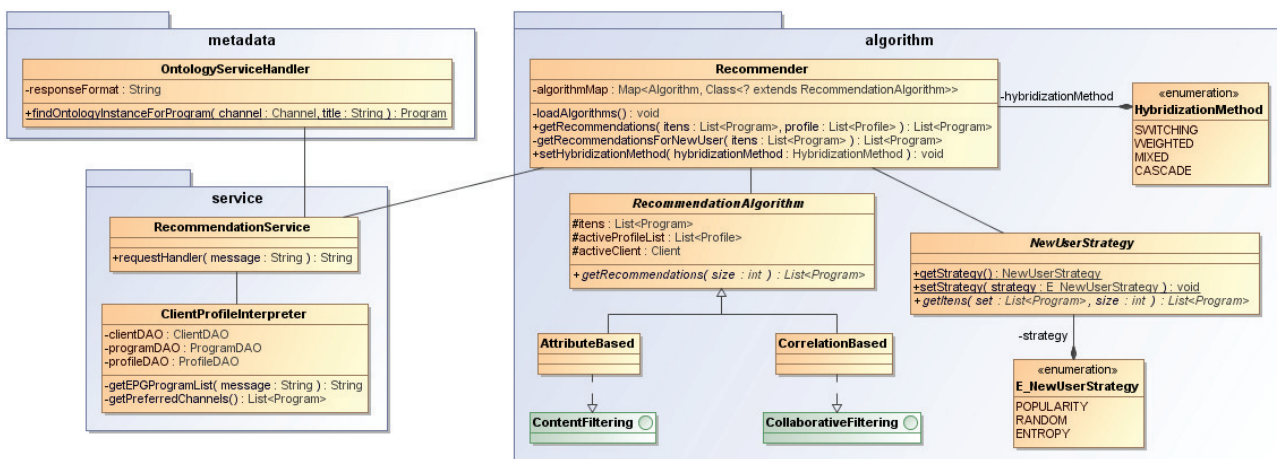 metadata
OntologyServiceHandler
-responseFormat : String
+findOntologyInstanceForProgram( channel : Channel, title : String ) : Program
service
RecommendationService
+requestHandler( message : String ) : String
ClientProfileInterpreter
-clientDAO : ClientDAO
-programDAO : ProgramDAO
-profileDAO : ProfileDAO
-getEPGProgramList( message : String ) : String
-getPreferredChannels() : List<Program>
algorithm
Recommender
-algorithmMap : Map<Algorithm, Class<? extends RecommendationAlgorithm>>
-loadAlgorithms() : void
+getRecommendations( itens : List<Program>, profile : List<Profile> ) : List<Program>
-getRecommendationsForNewUser( itens : List<Program> ) : List<Program>
+setHybridizationMethod( hybridizationMethod : HybridizationMethod ) : void
-hybridizationMethod
«enumeration»
HybridizationMethod
SWITCHING
WEIGHTED
MIXED
CASCADE
RecommendationAlgorithm
#itens : List<Program>
#activeProfileList : List<Profile>
#activeClient : Client
+getRecommendations( size : int ) : List<Program>
NewUserStrategy
+getStrategy() : NewUserStrategy
+setStrategy( strategy : E_NewUserStrategy ) : void
+getItens( set : List<Program>, size : int ) : List<Program>
-strategy
AttributeBased
CorrelationBased
ContentFiltering
CollaborativeFiltering
«enumeration»
E_NewUserStrategy
POPULARITY
RANDOM
ENTROPY